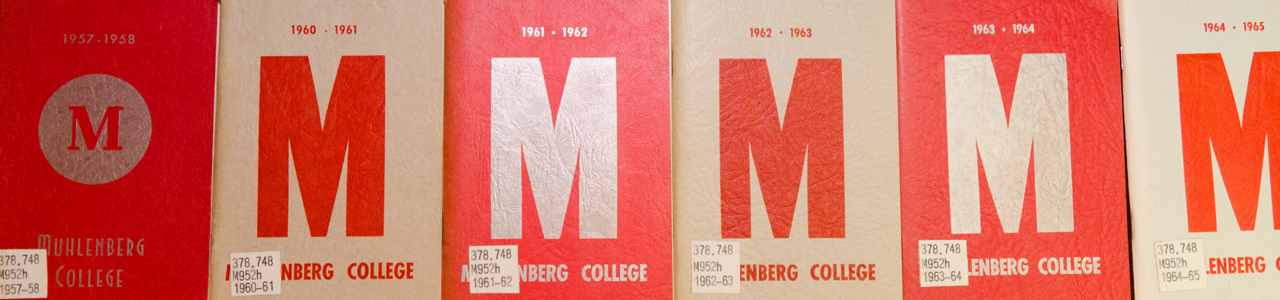 1957-1958
M
MUHLENBERG
COLLEGE
378.748
M952h
1957-58
1960 · 1961
M
NBERG COLLEGE
378.748
M952h
1960-61
1961 · 1962
M
NBERG COLLEGE
378.748
M952h
1961-62
1962 · 1963
M
ENBERG COLLEGE
378.748
M952h
1962-63
1963 · 1964
M
LENBERG COLLEGE
378.748
M952h
1963-64
1964 · 1965
M
LENBERG COL
378.748
M952h
1964-65